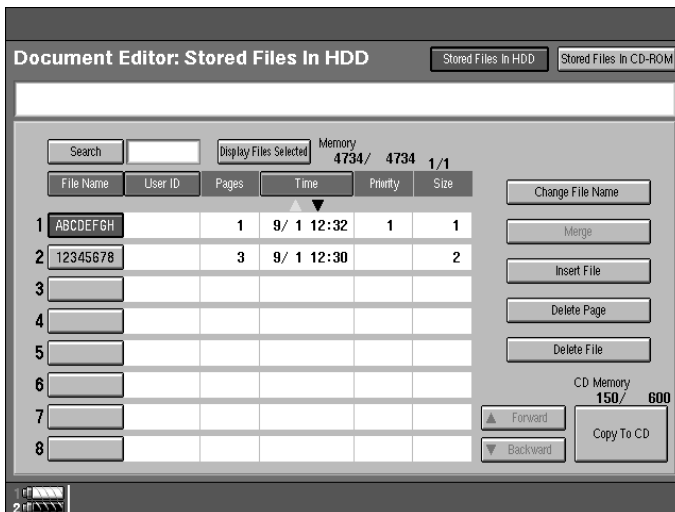 Document Editor: Stored Files In HDD Stored Files In HDD Stored Files In CD-ROM
Search Display Files Selected Memory 4734/ 4734 1/1
File Name User ID Pages Time Priority Size
Change File Name
1 ABCDEFGH 1 9/ 1 12:32 1 1
Merge
2 12345678 3 9/ 1 12:30 2
Insert File
3
Delete Page
4
5 Delete File
6 CD Memory
150/ 600
7 Forward
Copy To CD
8 Backward
1
2